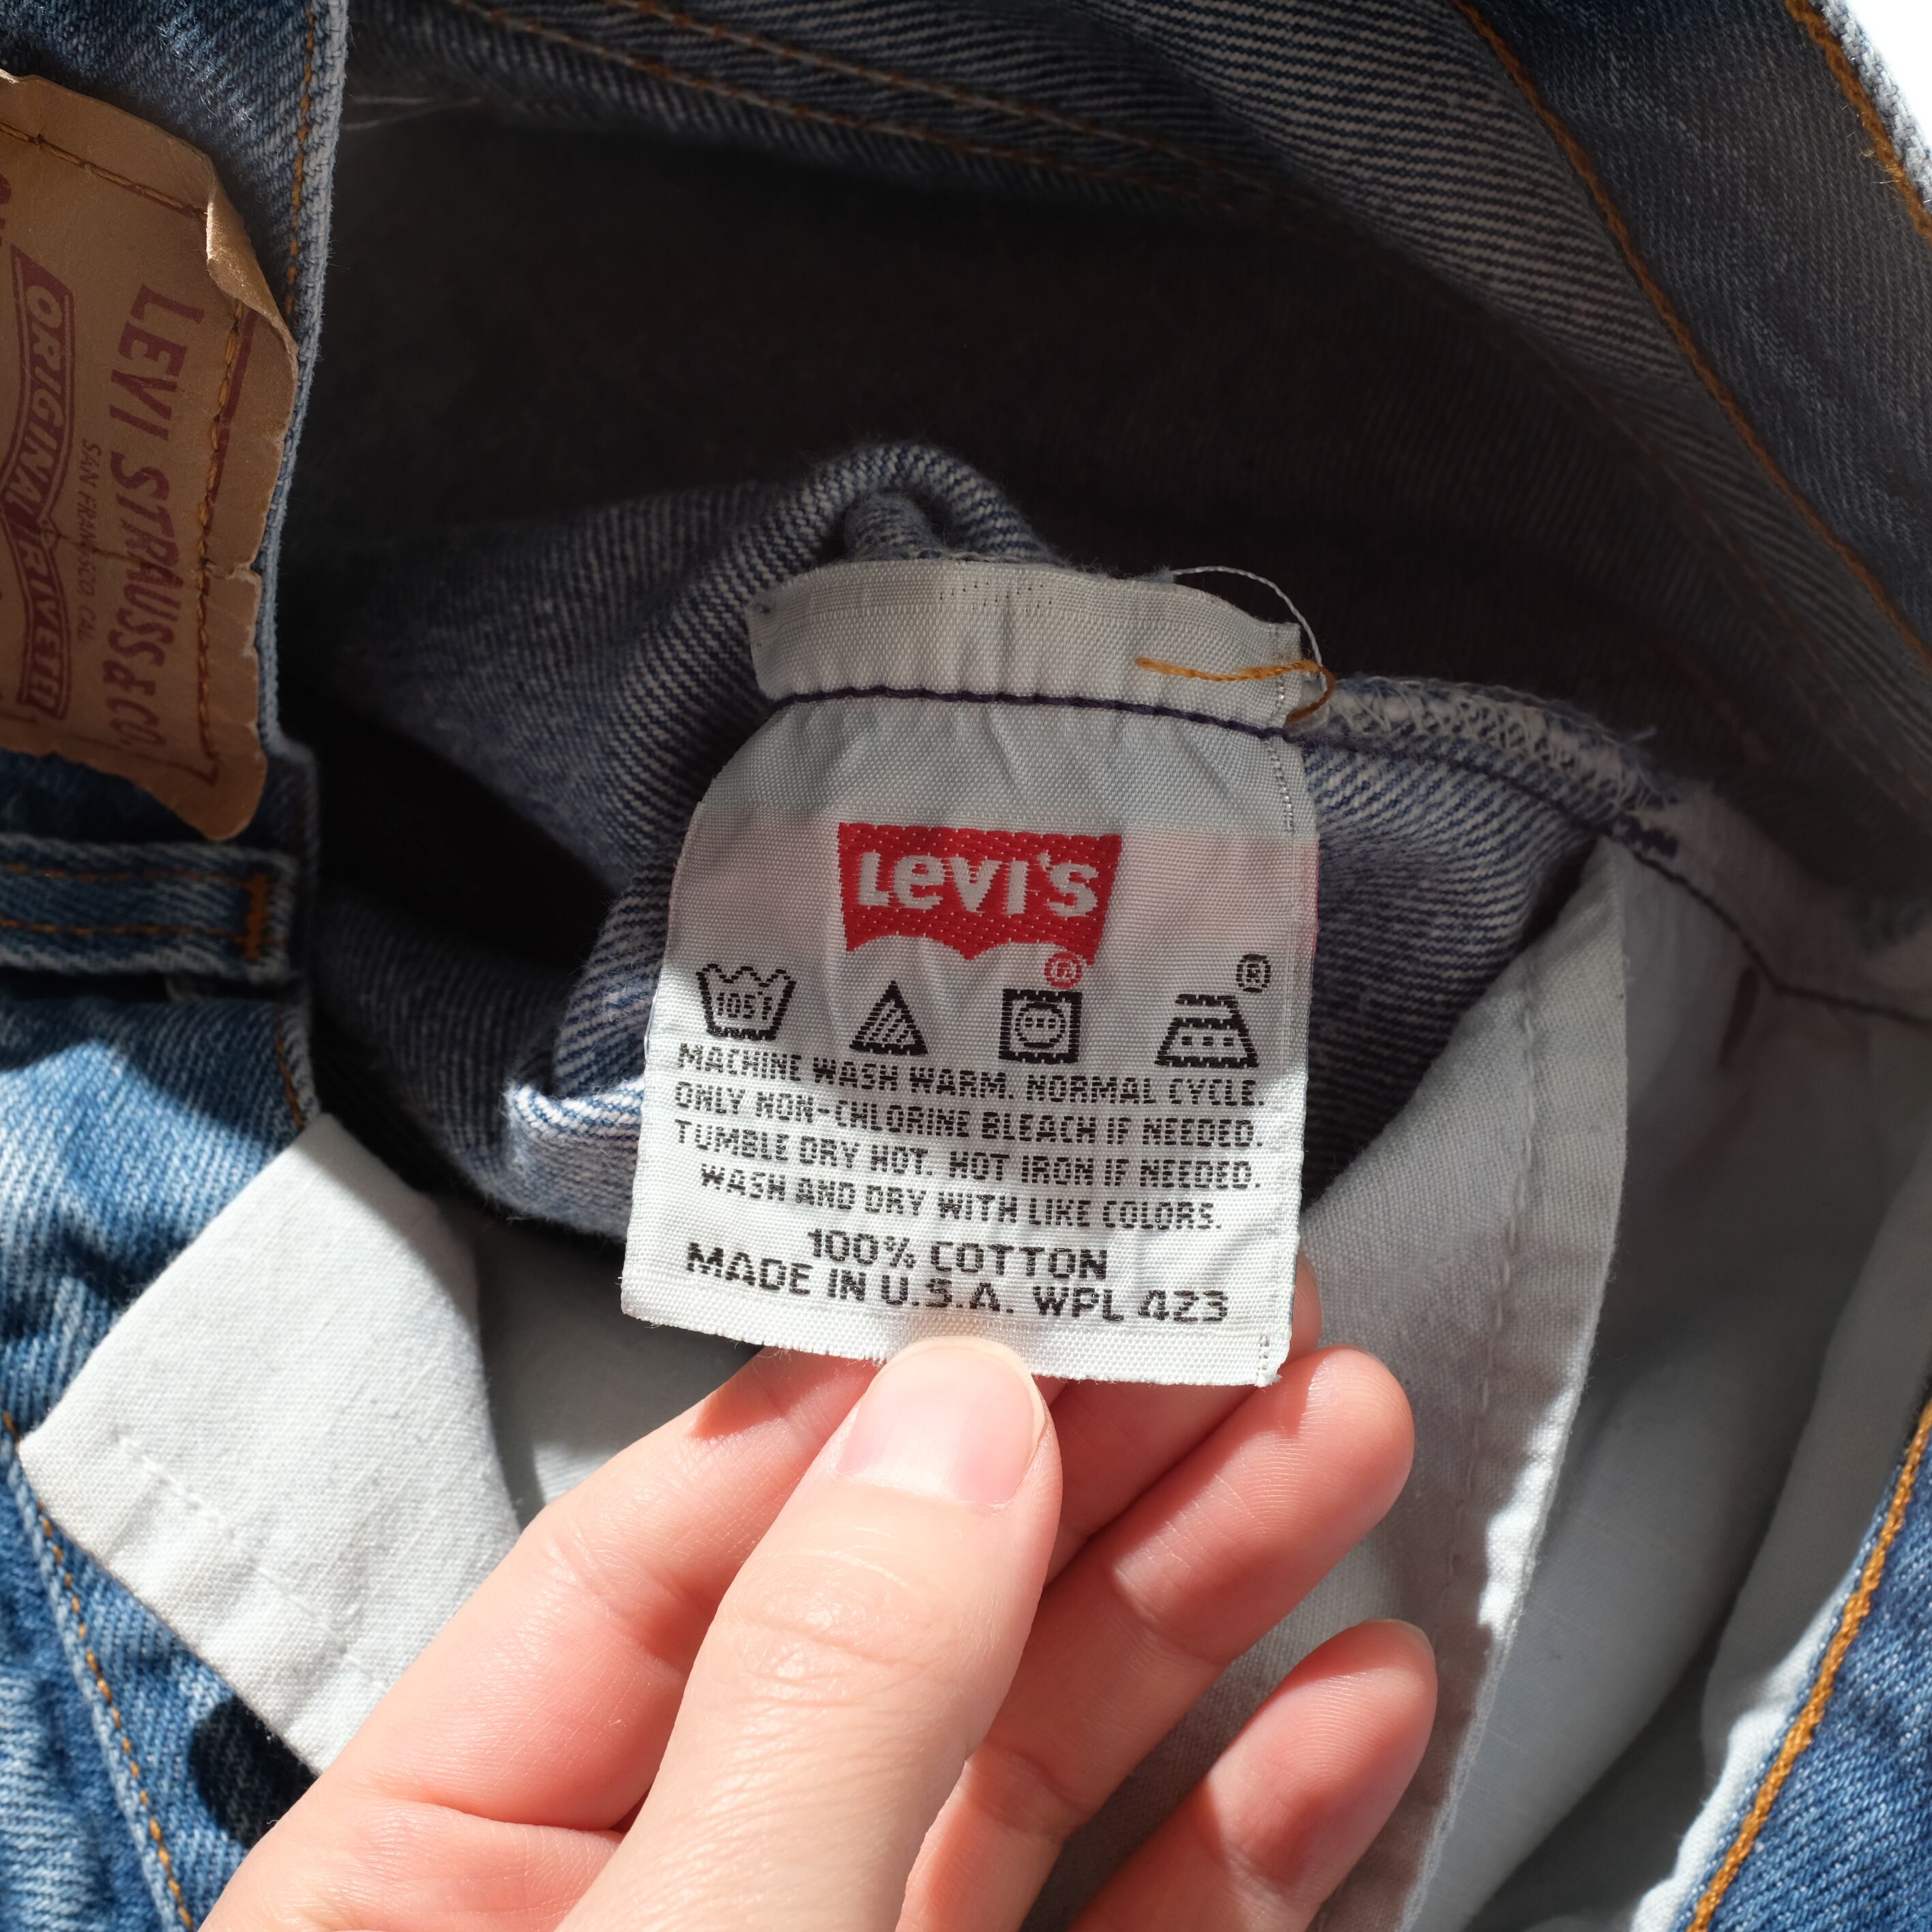 LEVI STRAUSS & CO.
SAN FRANCISCO CAL
ORIGINAL RIVETED
LEVI'S
®
®
105F
MACHINE WASH WARM. NORMAL CYCLE.
ONLY NON-CHLORINE BLEACH IF NEEDED.
TUMBLE DRY HOT. HOT IRON IF NEEDED.
WASH AND DRY WITH LIKE COLORS.
100% COTTON
MADE IN U.S.A. WPL 423